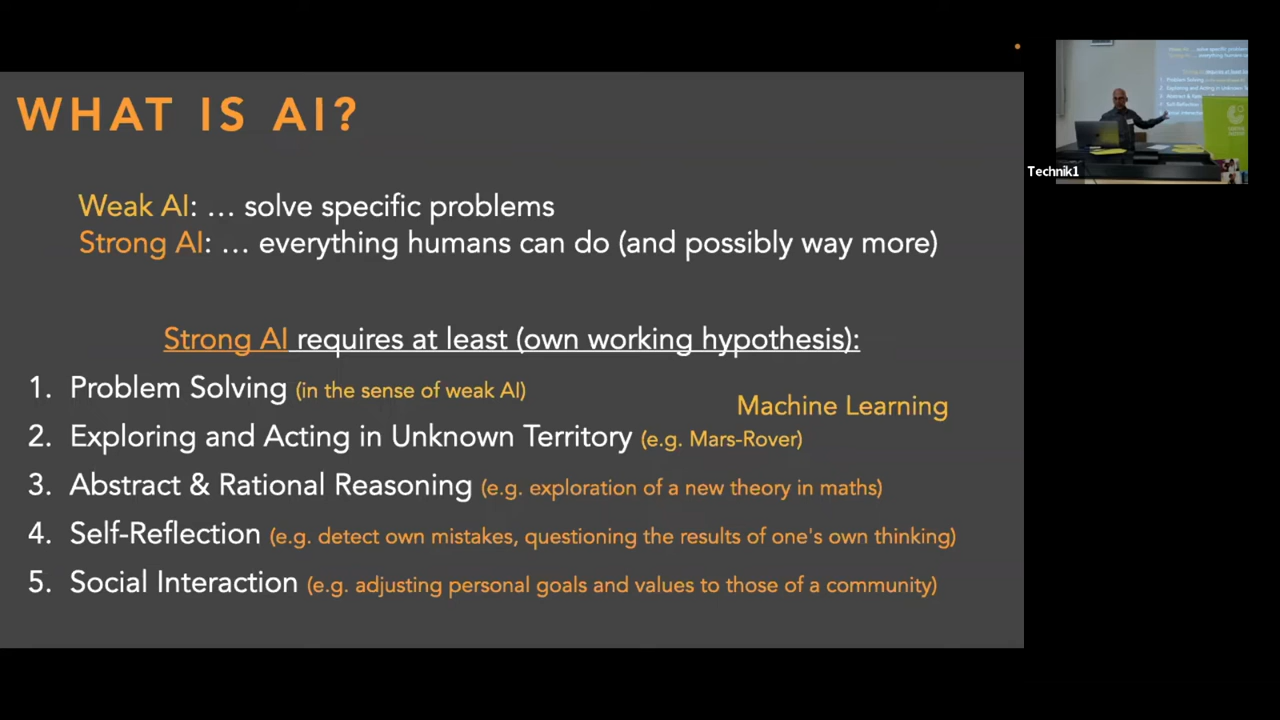 WHAT IS AI?
Weak AI: … solve specific problems
Strong AI: … everything humans can do (and possibly way more)
Strong AI requires at least (own working hypothesis):
1. Problem Solving (in the sense of weak AI)
Machine Learning
2. Exploring and Acting in Unknown Territory (e.g. Mars-Rover)
3. Abstract & Rational Reasoning (e.g. exploration of a new theory in maths)
4. Self-Reflection (e.g. detect own mistakes, questioning the results of one's own thinking)
5. Social Interaction (e.g. adjusting personal goals and values to those of a community)
Technik1